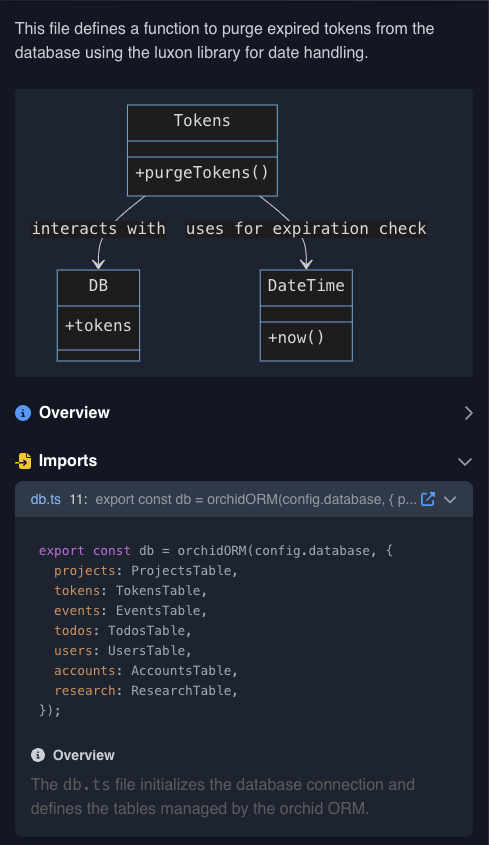 This file defines a function to purge expired tokens from the
database using the luxon library for date handling.
Tokens
+purgeTokens()
interacts with uses for expiration check
DB
+tokens
DateTime
+now()
Overview
Imports
db.ts 11: export const db = orchidORM(config.database, { p...
export const db = orchidORM(config.database, {
  projects: ProjectsTable,
  tokens: TokensTable,
  events: EventsTable,
  todos: TodosTable,
  users: UsersTable,
  accounts: AccountsTable,
  research: ResearchTable,
});
Overview
The db.ts file initializes the database connection and
defines the tables managed by the orchid ORM.